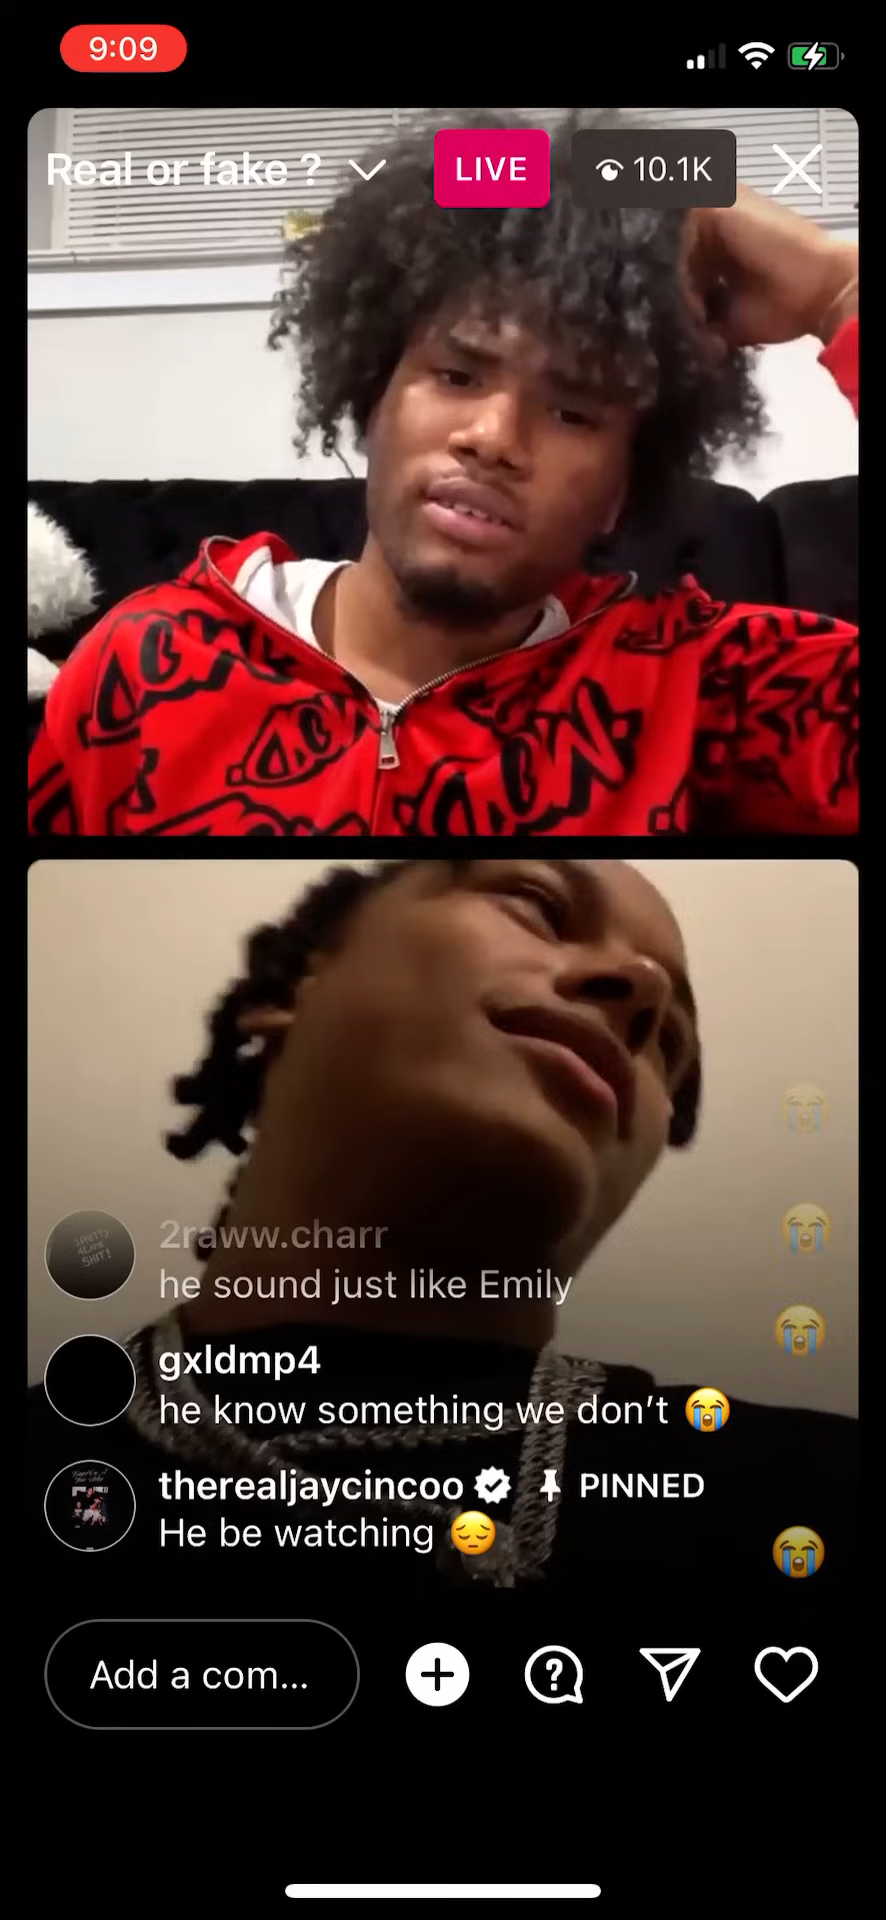 9:09
Real or fake ?
LIVE
10.1K
2raww.charr
he sound just like Emily
gxldmp4
he know something we don’t 😭
therealjaycincoo PINNED
He be watching 😔
Add a com...